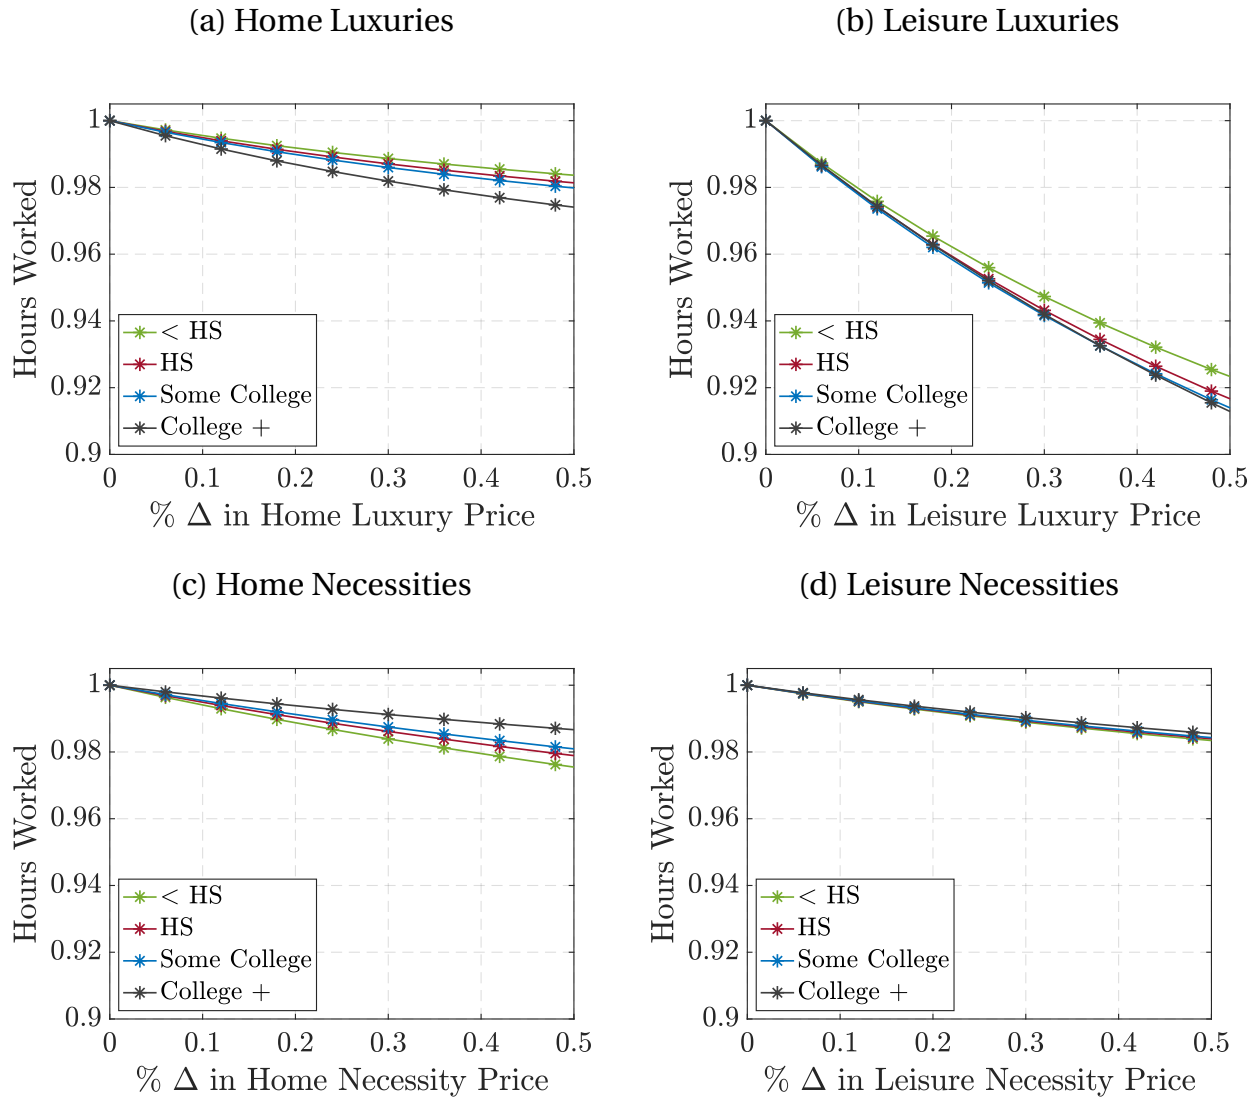 (a) Home Luxuries
1
0.98
0.96
0.94
0.92
0.9
Hours Worked
< HS
HS
Some College
College +
0 0.1 0.2 0.3 0.4 0.5
% Δ in Home Luxury Price
(b) Leisure Luxuries
1
0.98
0.96
0.94
0.92
0.9
Hours Worked
< HS
HS
Some College
College +
0 0.1 0.2 0.3 0.4 0.5
% Δ in Leisure Luxury Price
(c) Home Necessities
1
0.98
0.96
0.94
0.92
0.9
Hours Worked
< HS
HS
Some College
College +
0 0.1 0.2 0.3 0.4 0.5
% Δ in Home Necessity Price
(d) Leisure Necessities
1
0.98
0.96
0.94
0.92
0.9
Hours Worked
< HS
HS
Some College
College +
0 0.1 0.2 0.3 0.4 0.5
% Δ in Leisure Necessity Price